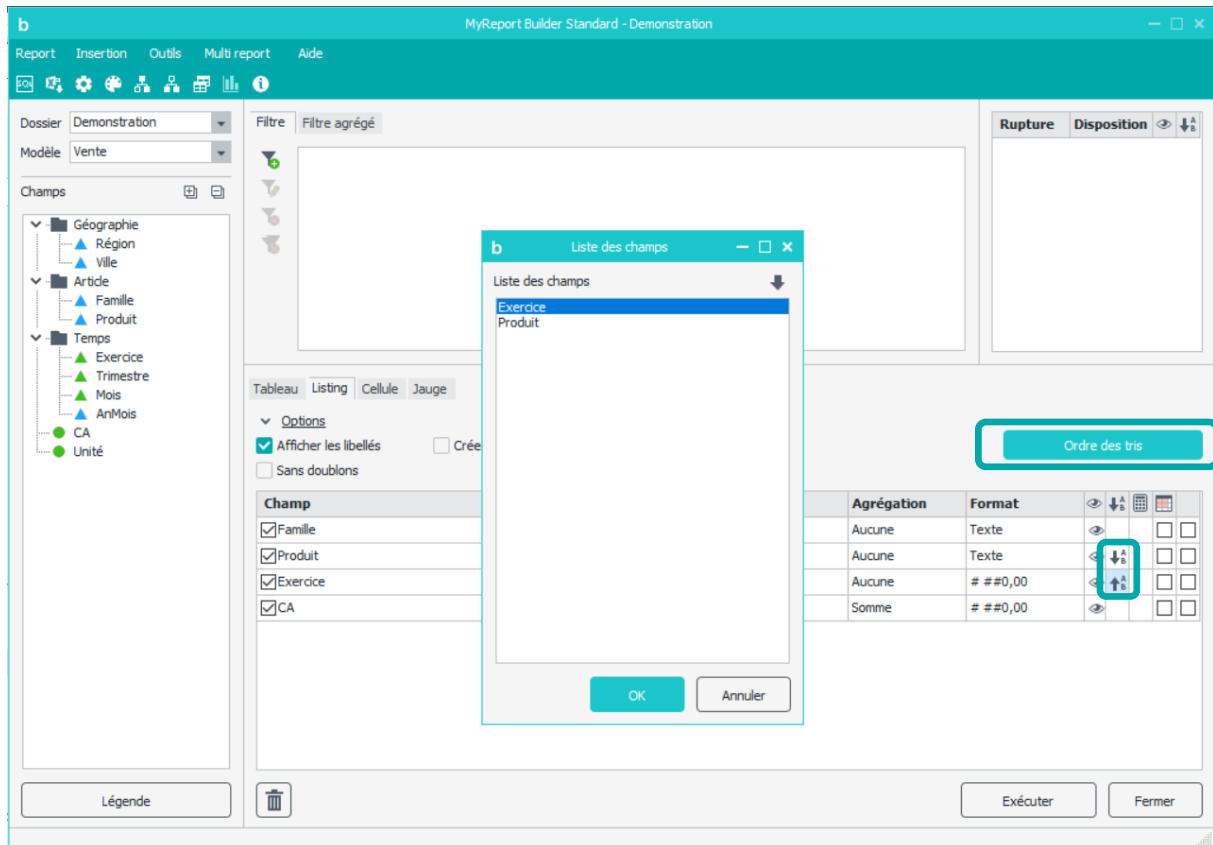 b MyReport Builder Standard - Demonstration
Report Insertion Outils Multi report Aide
Dossier Demonstration
Modèle Vente
Champs
Géographie
Région
Ville
Article
Famille
Produit
Temps
Exercice
Trimestre
Mois
AnMois
CA
Unité
Légende
Filtre Filtre agrégé
Rupture Disposition
b Liste des champs
Liste des champs
Exercice
Produit
OK Annuler
Tableau Listing Cellule Jauge
Options
Afficher les libellés Crée
Sans doublons
Ordre des tris
Champ Agrégation Format
Famille Aucune Texte
Produit Aucune Texte
Exercice Aucune # ##0,00
CA Somme # ##0,00
Exécuter Fermer